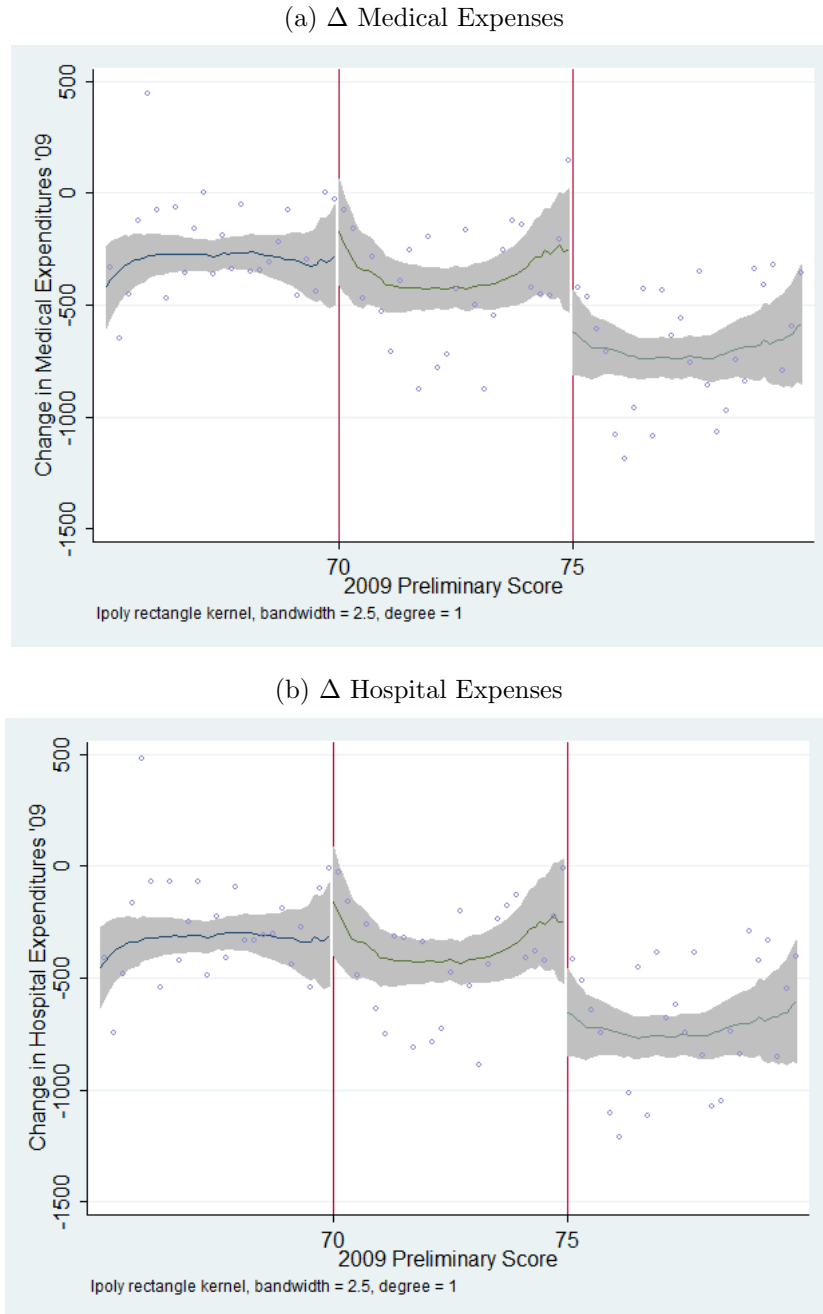 (a) Δ Medical Expenses
500
0
-500
-1000
-1500
Change in Medical Expenditures '09
70
75
2009 Preliminary Score
lpoly rectangle kernel, bandwidth = 2.5, degree = 1
(b) Δ Hospital Expenses
500
0
-500
-1000
-1500
Change in Hospital Expenditures '09
70
75
2009 Preliminary Score
lpoly rectangle kernel, bandwidth = 2.5, degree = 1